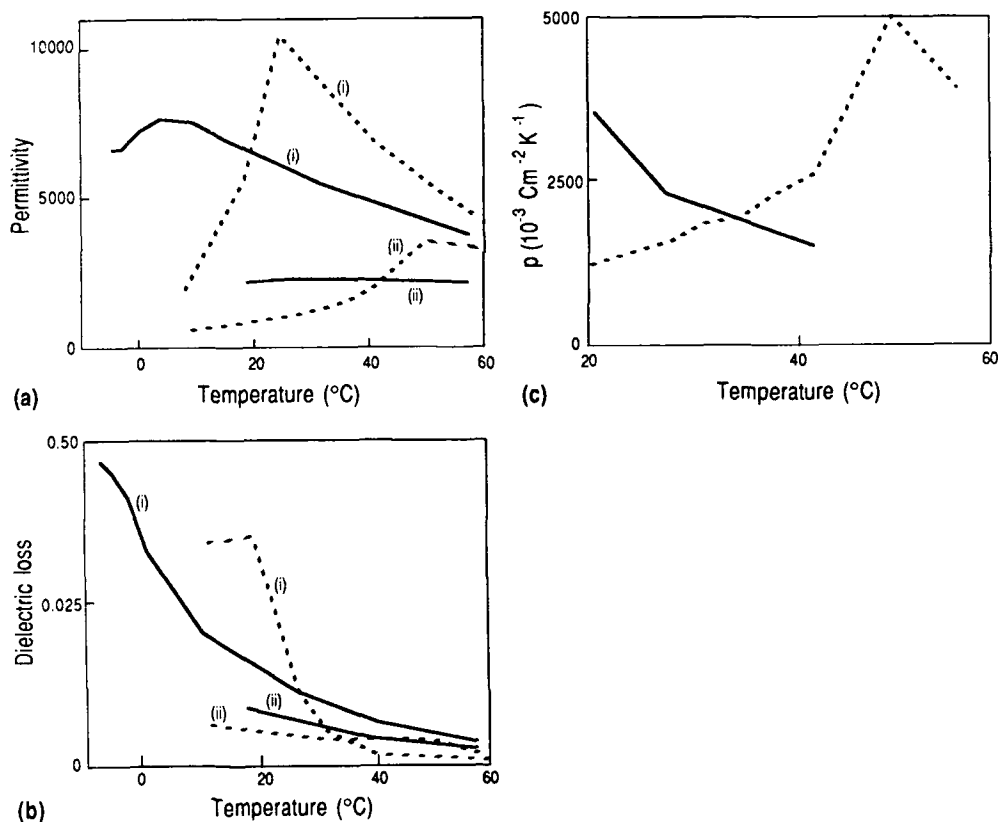 10000
5000
0
Permittivity
(i)
(i)
(ii)
(ii)
0 20 40 60
Temperature (°C)
(a)
5000
2500
0
p (10⁻³ Cm⁻² K⁻¹)
20 40 60
Temperature (°C)
(c)
0.50
0.025
0
Dielectric loss
(i)
(i)
(ii)
(ii)
0 20 40 60
Temperature (°C)
(b)